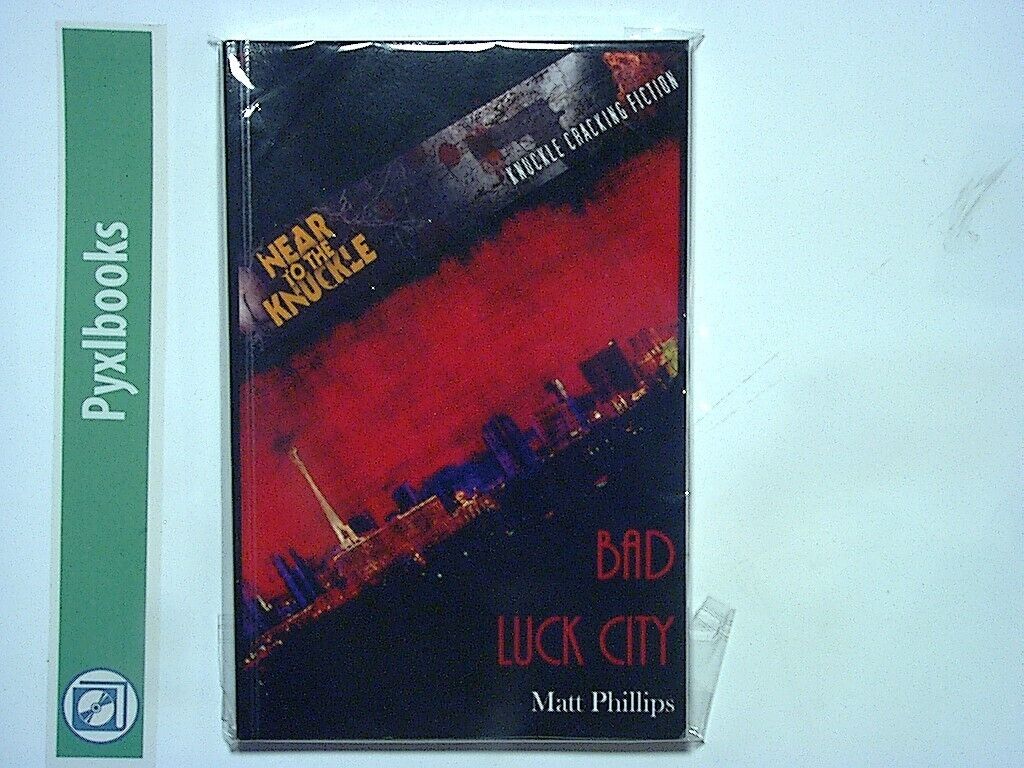 Pyxlbooks
KNUCKLE CRACKING FICTION
NEAR
TO THE
KNUCKLE
BAD
LUCK CITY
Matt Phillips